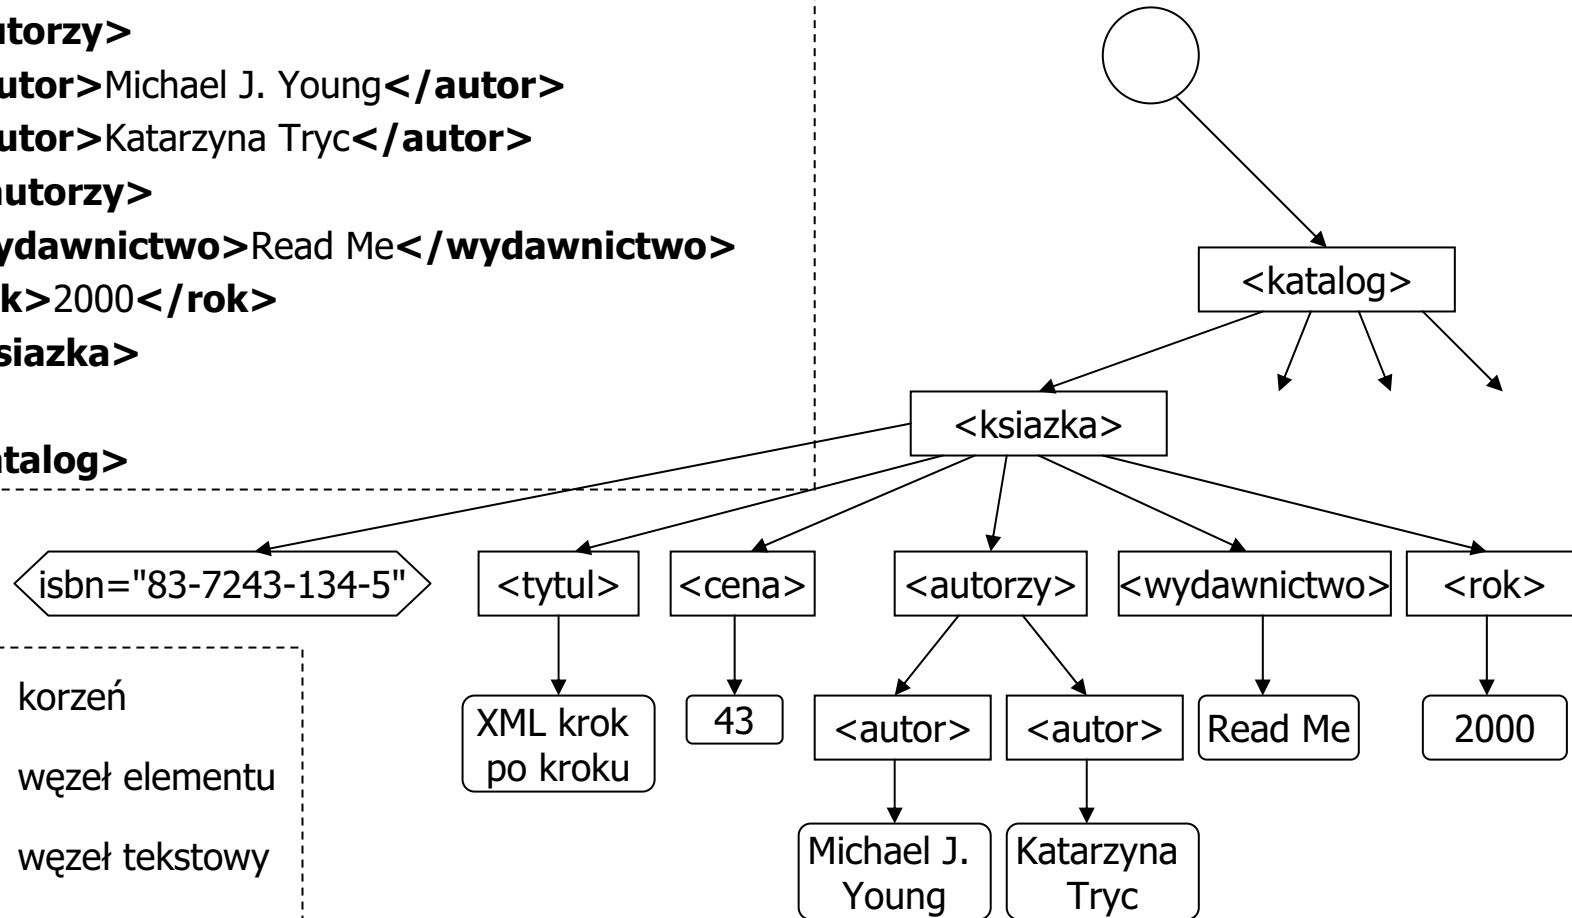 utorzy>
utor>Michael J. Young</autor>
utor>Katarzyna Tryc</autor>
autorzy>
ydawnictwo>Read Me</wydawnictwo>
k>2000</rok>
siazka>
atalog>
<katalog>
<ksiazka>
isbn="83-7243-134-5"
<tytul>
<cena>
<autorzy>
<wydawnictwo>
<rok>
XML krok
po kroku
43
<autor>
<autor>
Read Me
2000
Michael J.
Young
Katarzyna
Tryc
korzeń
węzeł elementu
węzeł tekstowy